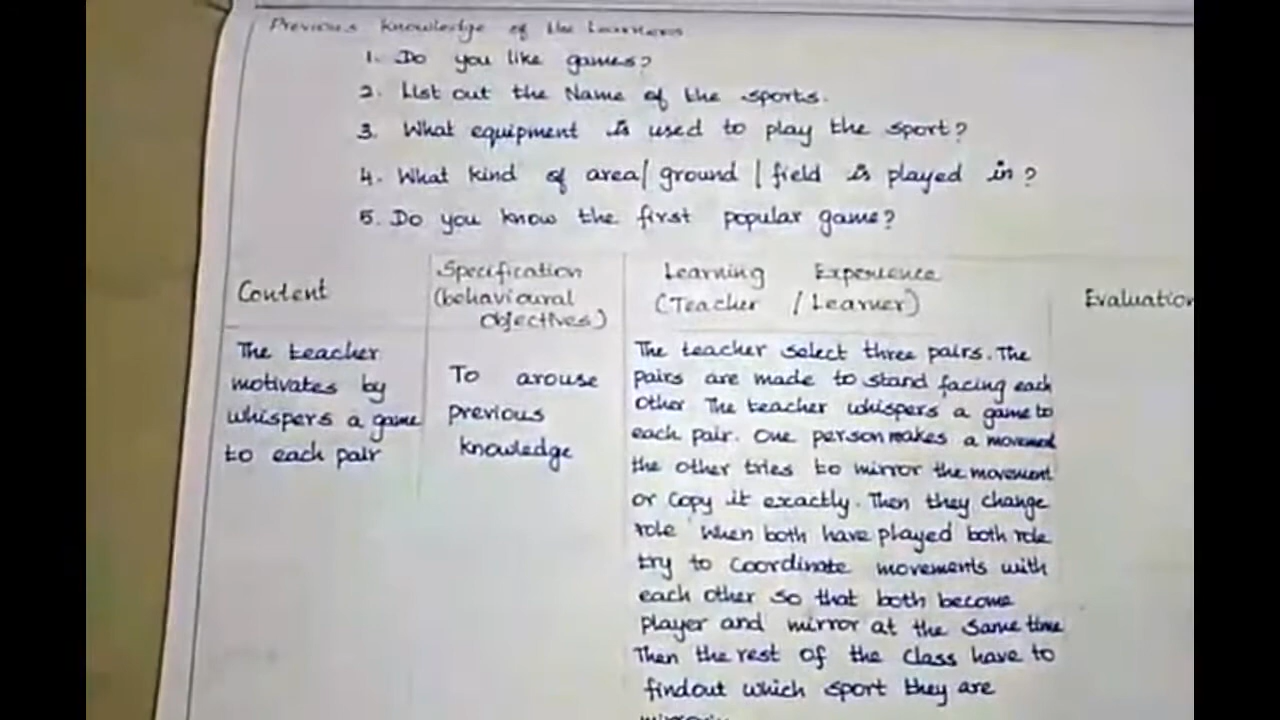 Previous Knowledge of the Learners
1. Do you like games?
2. List out the Name of the sports.
3. What equipment is used to play the sport?
4. What kind of area/ ground / field is played in?
5. Do you know the first popular game?
Content
Specification
(behavioural
objectives)
Learning Experience
(Teacher / Learner)
Evaluation
The teacher
motivates by
whispers a game
to each pair
To arouse
previous
knowledge
The teacher select three pairs. The
pairs are made to stand facing each
other The teacher whispers a game to
each pair. One person makes a movement
the other tries to mirror the movement
or copy it exactly. Then they change
role when both have played both role
try to coordinate movements with
each other so that both become
player and mirror at the same time
Then the rest of the class have to
findout which sport they are